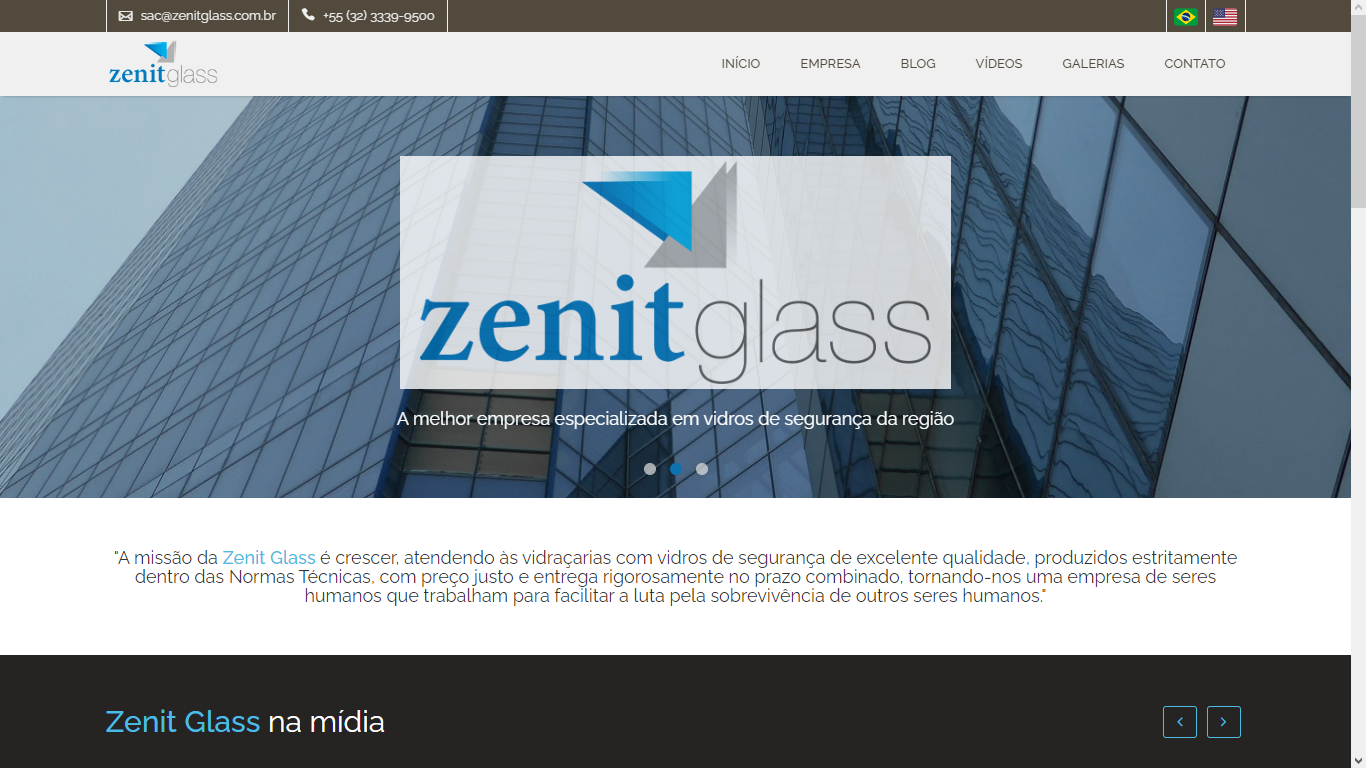 sac@zenitglass.com.br
+55 (32) 3339-9500
zenitglass
INÍCIO
EMPRESA
BLOG
VÍDEOS
GALERIAS
CONTATO
zenitglass
A melhor empresa especializada em vidros de segurança da região
"A missão da Zenit Glass é crescer, atendendo às vidraçarias com vidros de segurança de excelente qualidade, produzidos estritamente
dentro das Normas Técnicas, com preço justo e entrega rigorosamente no prazo combinado, tornando-nos uma empresa de seres
humanos que trabalham para facilitar a luta pela sobrevivência de outros seres humanos."
Zenit Glass na mídia